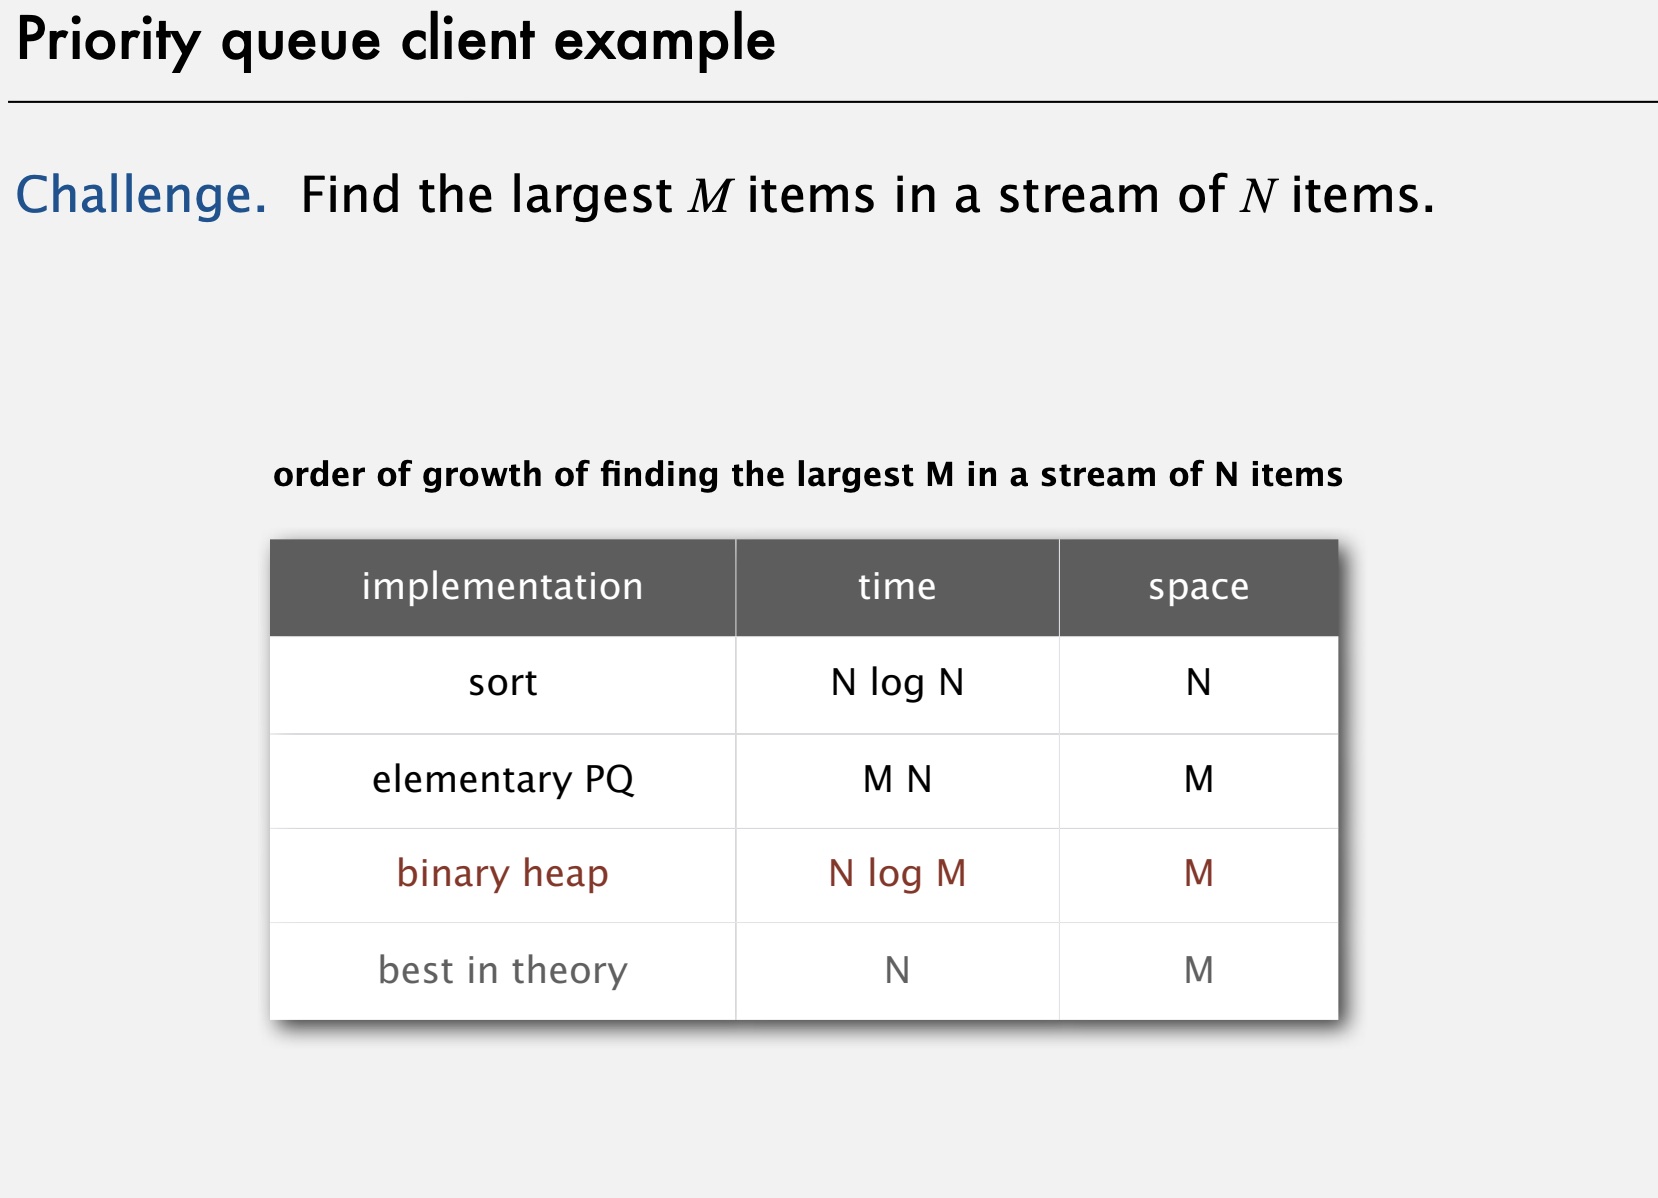 Priority queue client example
Challenge. Find the largest M items in a stream of N items.
order of growth of finding the largest M in a stream of N items
implementation time space
sort N log N N
elementary PQ M N M
binary heap N log M M
best in theory N M